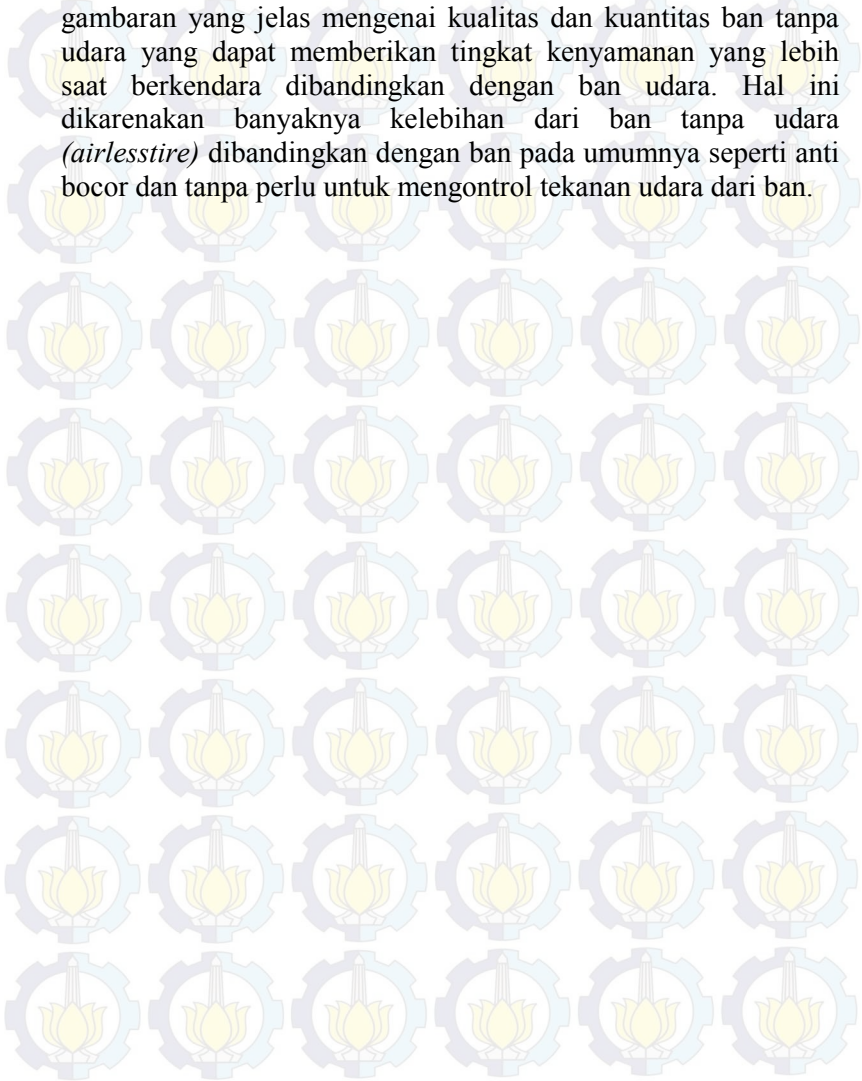 gambaran yang jelas mengenai kualitas dan kuantitas ban tanpa
udara yang dapat memberikan tingkat kenyamanan yang lebih
saat berkendara dibandingkan dengan ban udara. Hal ini
dikarenakan banyaknya kelebihan dari ban tanpa udara
(airlesstire) dibandingkan dengan ban pada umumnya seperti anti
bocor dan tanpa perlu untuk mengontrol tekanan udara dari ban.